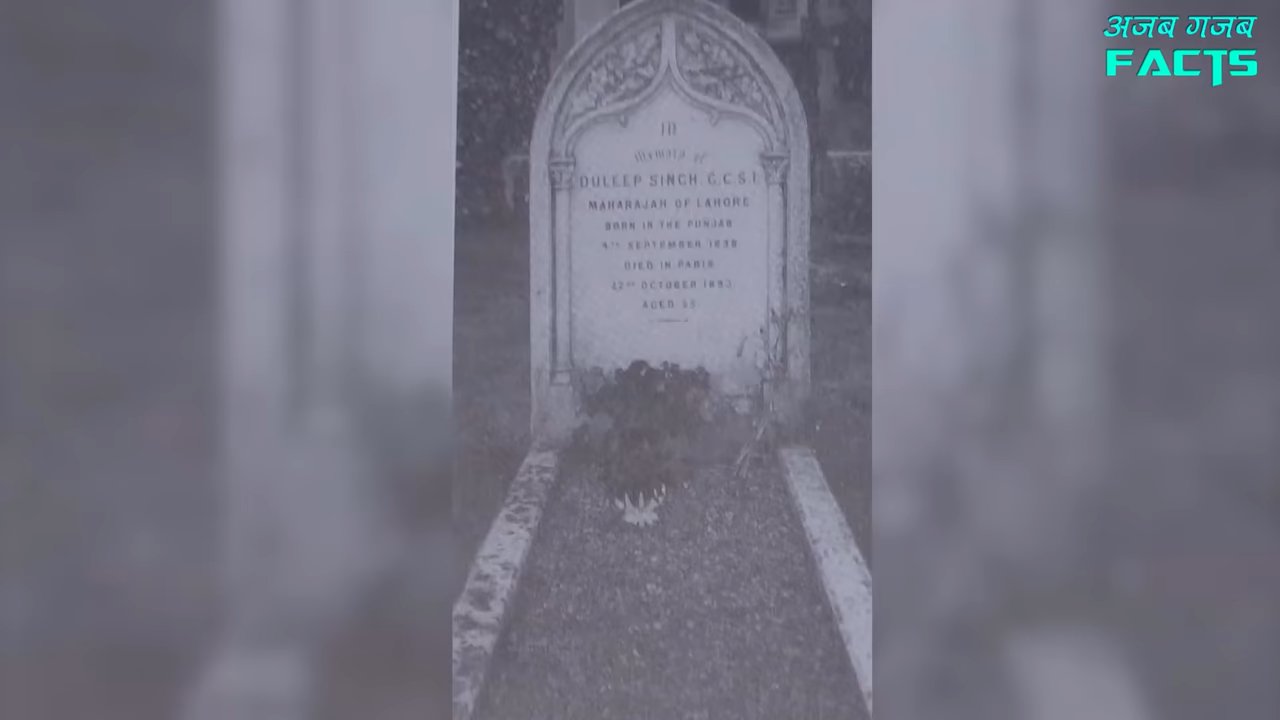 अजब गजब
FACTS
In
Memory of
DULEEP SINGH, G.C.S.I.
MAHARAJAH OF LAHORE
BORN IN THE PUNJAB
4TH SEPTEMBER 1838
DIED IN PARIS
22ND OCTOBER 1893
AGED 55